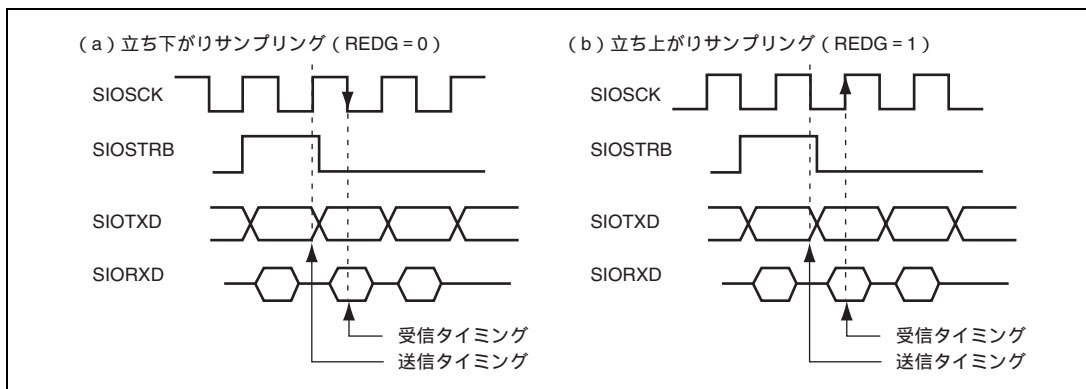 (a)立ち下がりサンプリング(REDG = 0)
SIOSCK
SIOSTRB
SIOTXD
SIORXD
受信タイミング
送信タイミング
(b)立ち上がりサンプリング(REDG = 1)
SIOSCK
SIOSTRB
SIOTXD
SIORXD
受信タイミング
送信タイミング